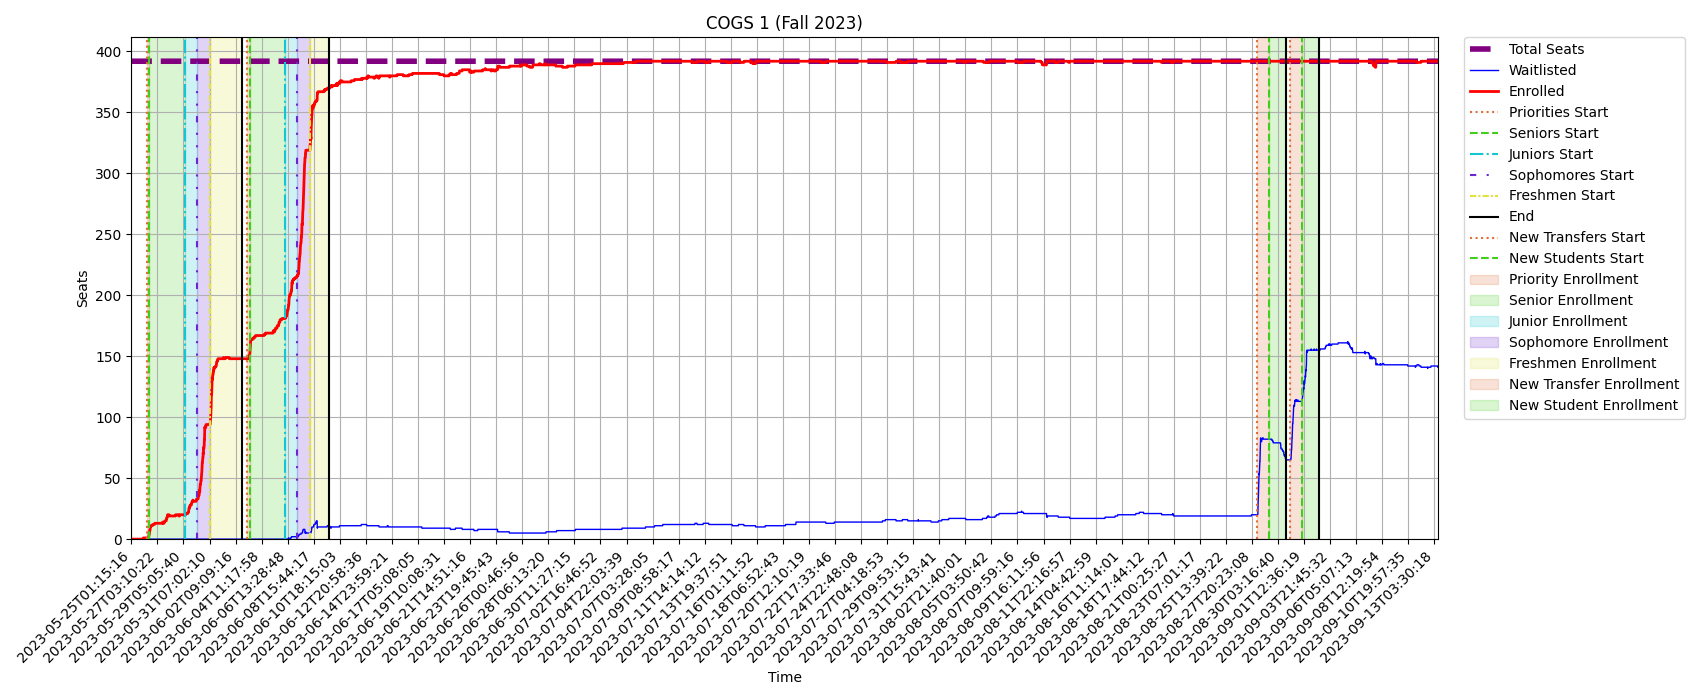 COGS 1 (Fall 2023)
Seats
400
350
300
250
200
150
100
50
0
2023-05-25T01:15:16
2023-05-27T03:10:22
2023-05-29T05:05:40
2023-05-31T07:02:10
2023-06-02T09:09:16
2023-06-04T11:17:58
2023-06-06T13:28:48
2023-06-08T15:44:17
2023-06-10T18:15:03
2023-06-12T20:58:36
2023-06-14T23:59:21
2023-06-17T05:08:05
2023-06-19T10:08:31
2023-06-21T14:51:16
2023-06-23T19:45:43
2023-06-26T00:46:56
2023-06-28T06:13:20
2023-06-30T11:27:15
2023-07-02T16:46:52
2023-07-04T22:03:39
2023-07-07T03:28:05
2023-07-09T08:58:17
2023-07-11T14:14:12
2023-07-13T19:37:51
2023-07-16T01:11:52
2023-07-18T06:52:43
2023-07-20T12:10:19
2023-07-22T17:33:46
2023-07-24T22:48:08
2023-07-27T04:18:53
2023-07-29T09:53:15
2023-07-31T15:43:41
2023-08-02T21:40:01
2023-08-05T03:50:42
2023-08-07T09:59:16
2023-08-09T16:11:56
2023-08-11T22:16:57
2023-08-14T04:42:59
2023-08-16T11:14:01
2023-08-18T17:44:12
2023-08-21T00:25:27
2023-08-23T07:01:17
2023-08-25T13:39:22
2023-08-27T20:23:08
2023-08-30T03:16:40
2023-09-01T12:36:19
2023-09-03T21:45:32
2023-09-06T05:07:13
2023-09-08T12:19:54
2023-09-10T19:57:35
2023-09-13T03:30:18
Time
Total Seats
Waitlisted
Enrolled
Priorities Start
Seniors Start
Juniors Start
Sophomores Start
Freshmen Start
End
New Transfers Start
New Students Start
Priority Enrollment
Senior Enrollment
Junior Enrollment
Sophomore Enrollment
Freshmen Enrollment
New Transfer Enrollment
New Student Enrollment